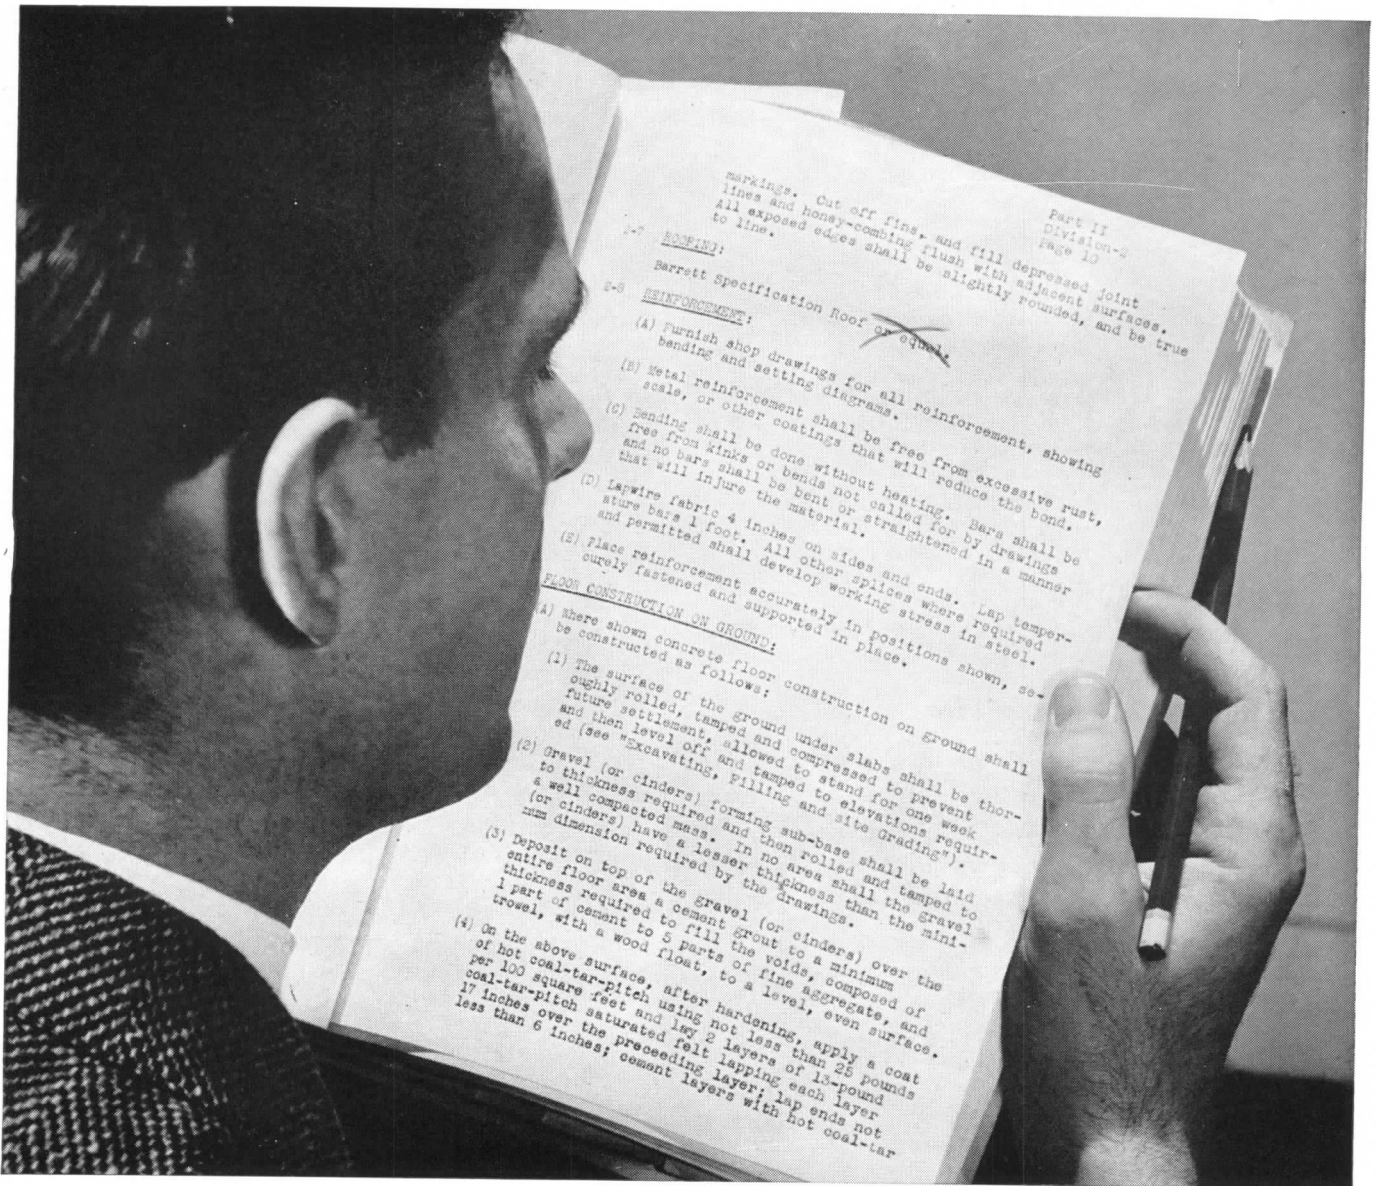 Part II
Division-2
Page 10
markings. Cut off fins, and fill depressed joint
lines and honey-combing flush with adjacent surfaces.
All exposed edges shall be slightly rounded, and be true
to line.
2-7 ROOFING:
Barrett Specification Roof or equal.
2-8 REINFORCEMENT:
(A) Furnish shop drawings for all reinforcement, showing
bending and setting diagrams.
(B) Metal reinforcement shall be free from excessive rust,
scale, or other coatings that will reduce the bond.
(C) Bending shall be done without heating. Bars shall be
free from kinks or bends not called for by drawings
and no bars shall be bent or straightened in a manner
that will injure the material.
(D) Lapwire fabric 4 inches on sides and ends. Lap temper-
ature bars 1 foot. All other splices where required
and permitted shall develop working stress in steel.
(E) Place reinforcement accurately in positions shown, se-
curely fastened and supported in place.
FLOOR CONSTRUCTION ON GROUND:
(A) Where shown concrete floor construction on ground shall
be constructed as follows:
(1) The surface of the ground under slabs shall be thor-
oughly rolled, tamped and compressed to prevent
future settlement, allowed to stand for one week
and then level off and tamped to elevations requir-
ed (see "Excavating, Filling and site Grading").
(2) Gravel (or cinders) forming sub-base shall be laid
to thickness required and then rolled and tamped to
a well compacted mass. In no area shall the gravel
(or cinders) have a lesser thickness than the mini-
mum dimension required by the drawings.
(3) Deposit on top of the gravel (or cinders) over the
entire floor area a cement grout to a minimum
thickness required to fill the voids, composed of
1 part of cement to 5 parts of fine aggregate, and
trowel, with a wood float, to a level, even surface.
(4) On the above surface, after hardening, apply a coat
of hot coal-tar-pitch using not less than 25 pounds
per 100 square feet and lay 2 layers of 13-pound
coal-tar-pitch saturated felt lapping each layer
17 inches over the preceeding layer; lap ends not
less than 6 inches; cement layers with hot coal-tar